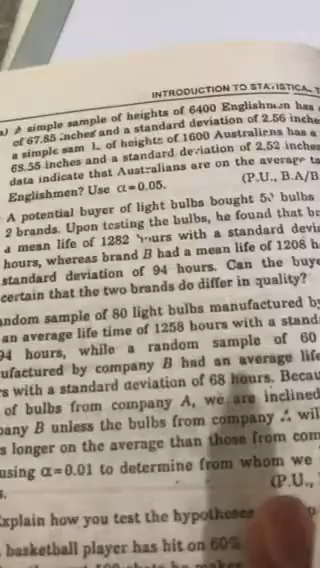 INTRODUCTION TO STATISTICAL T
a) A simple sample of heights of 6400 Englishmen has
of 67.85 inches and a standard deviation of 2.56 inche
a simple sam of heights of 1600 Australians has a
68.55 inches and a standard deviation of 2.52 inches
data indicate that Australians are on the average ta
Englishmen? Use α=0.05. (P.U., B.A/B
A potential buyer of light bulbs bought bulbs
2 brands. Upon testing the bulbs, he found that br
a mean life of 1282 hours with a standard devia
hours, whereas brand B had a mean life of 1208 h
standard deviation of 94 hours. Can the buye
certain that the two brands do differ in quality?
andom sample of 80 light bulbs manufactured by
an average life time of 1258 hours with a stand
94 hours, while a random sample of 60
ufactured by company B had an average life
s with a standard deviation of 68 hours. Becau
of bulbs from company A, we are inclined
pany B unless the bulbs from company A wil
s longer on the average than those from com
using α=0.01 to determine from whom we
s. (P.U.,
Explain how you test the hypotheses
basketball player has hit on 60%